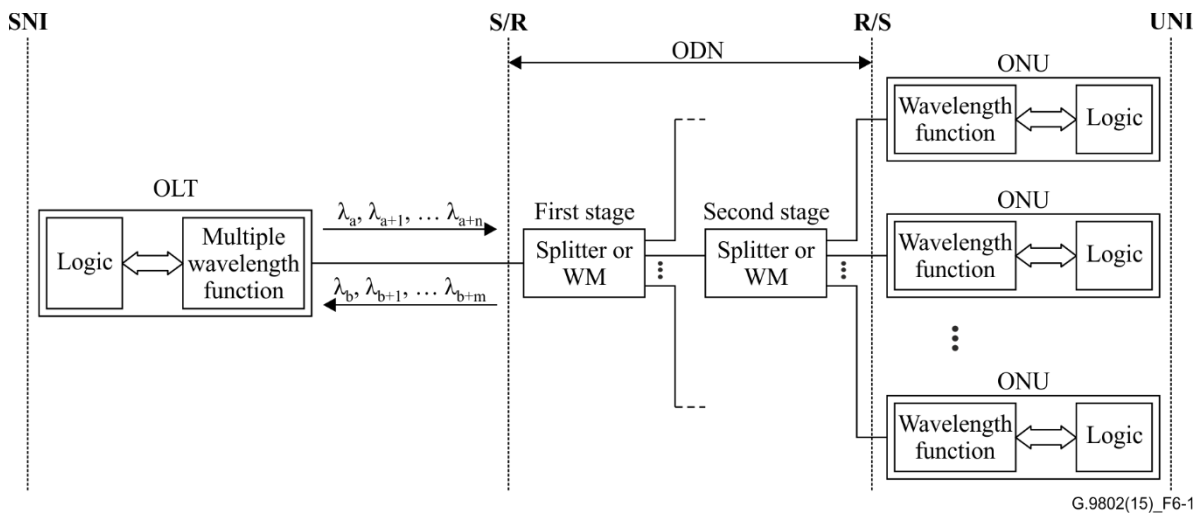 SNI
S/R
R/S
UNI
ODN
ONU
Wavelength
function
Logic
OLT
Logic
Multiple
wavelength
function
λa, λa+1, … λa+n
λb, λb+1, … λb+m
First stage
Splitter or
WM
Second stage
Splitter or
WM
ONU
Wavelength
function
Logic
ONU
Wavelength
function
Logic
G.9802(15)_F6-1